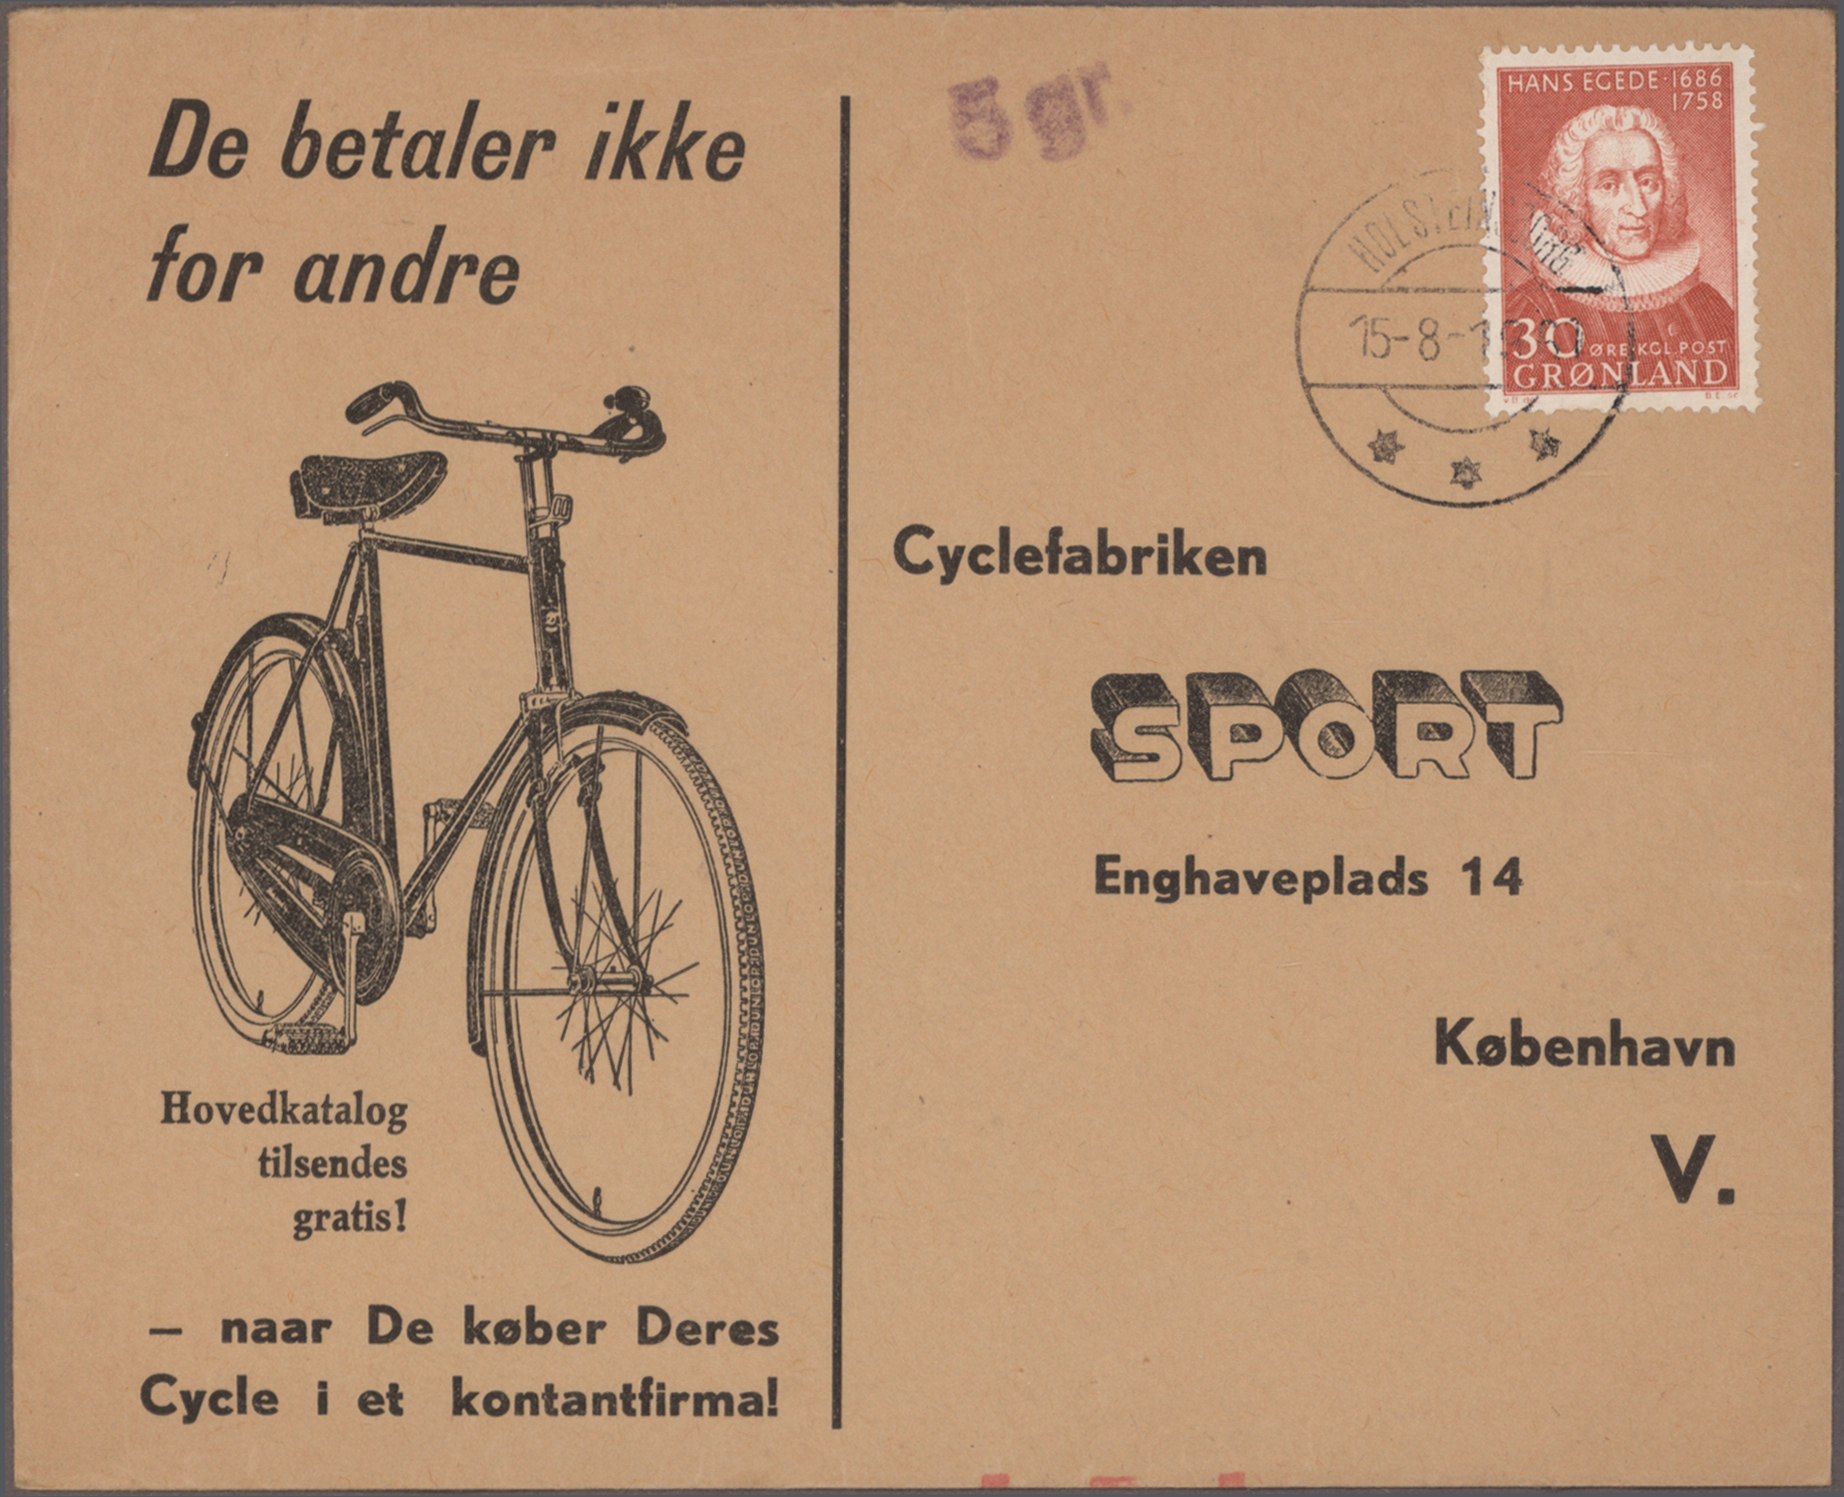 De betaler ikke
for andre
Hovedkatalog
tilsendes
gratis!
— naar De køber Deres
Cycle i et kontantfirma!
5 gr.
HANS EGEDE·1686
1758
30 ØRE·KGL.POST
GRØNLAND
15-8-
Cyclefabriken
SPORT
Enghaveplads 14
København
V.